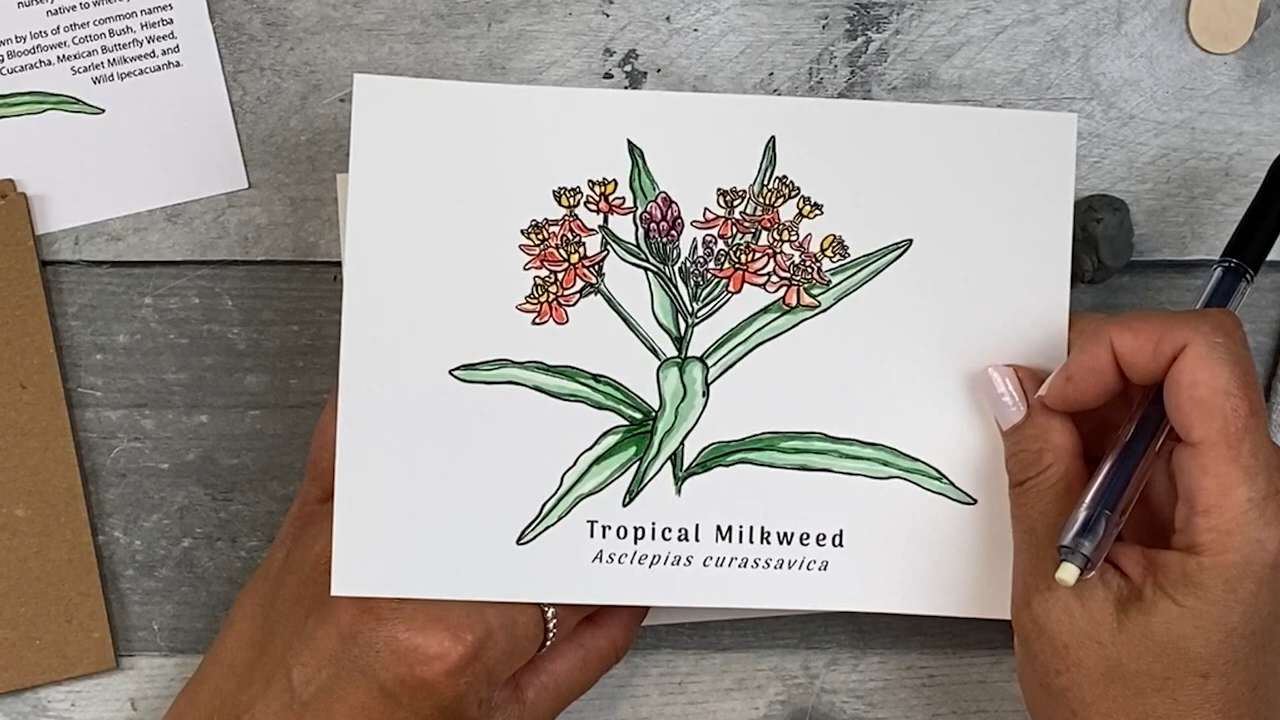 native to where
wn by lots of other common names
Bloodflower, Cotton Bush, Hierba
Cucaracha, Mexican Butterfly Weed,
Scarlet Milkweed, and
Wild Ipecacuanha.
Tropical Milkweed
Asclepias curassavica